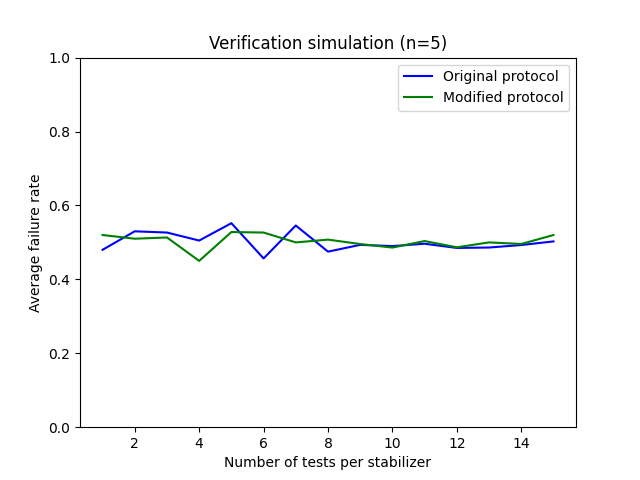 Verification simulation (n=5)
Original protocol
Modified protocol
Average failure rate
1.0
0.8
0.6
0.4
0.2
0.0
2 4 6 8 10 12 14
Number of tests per stabilizer